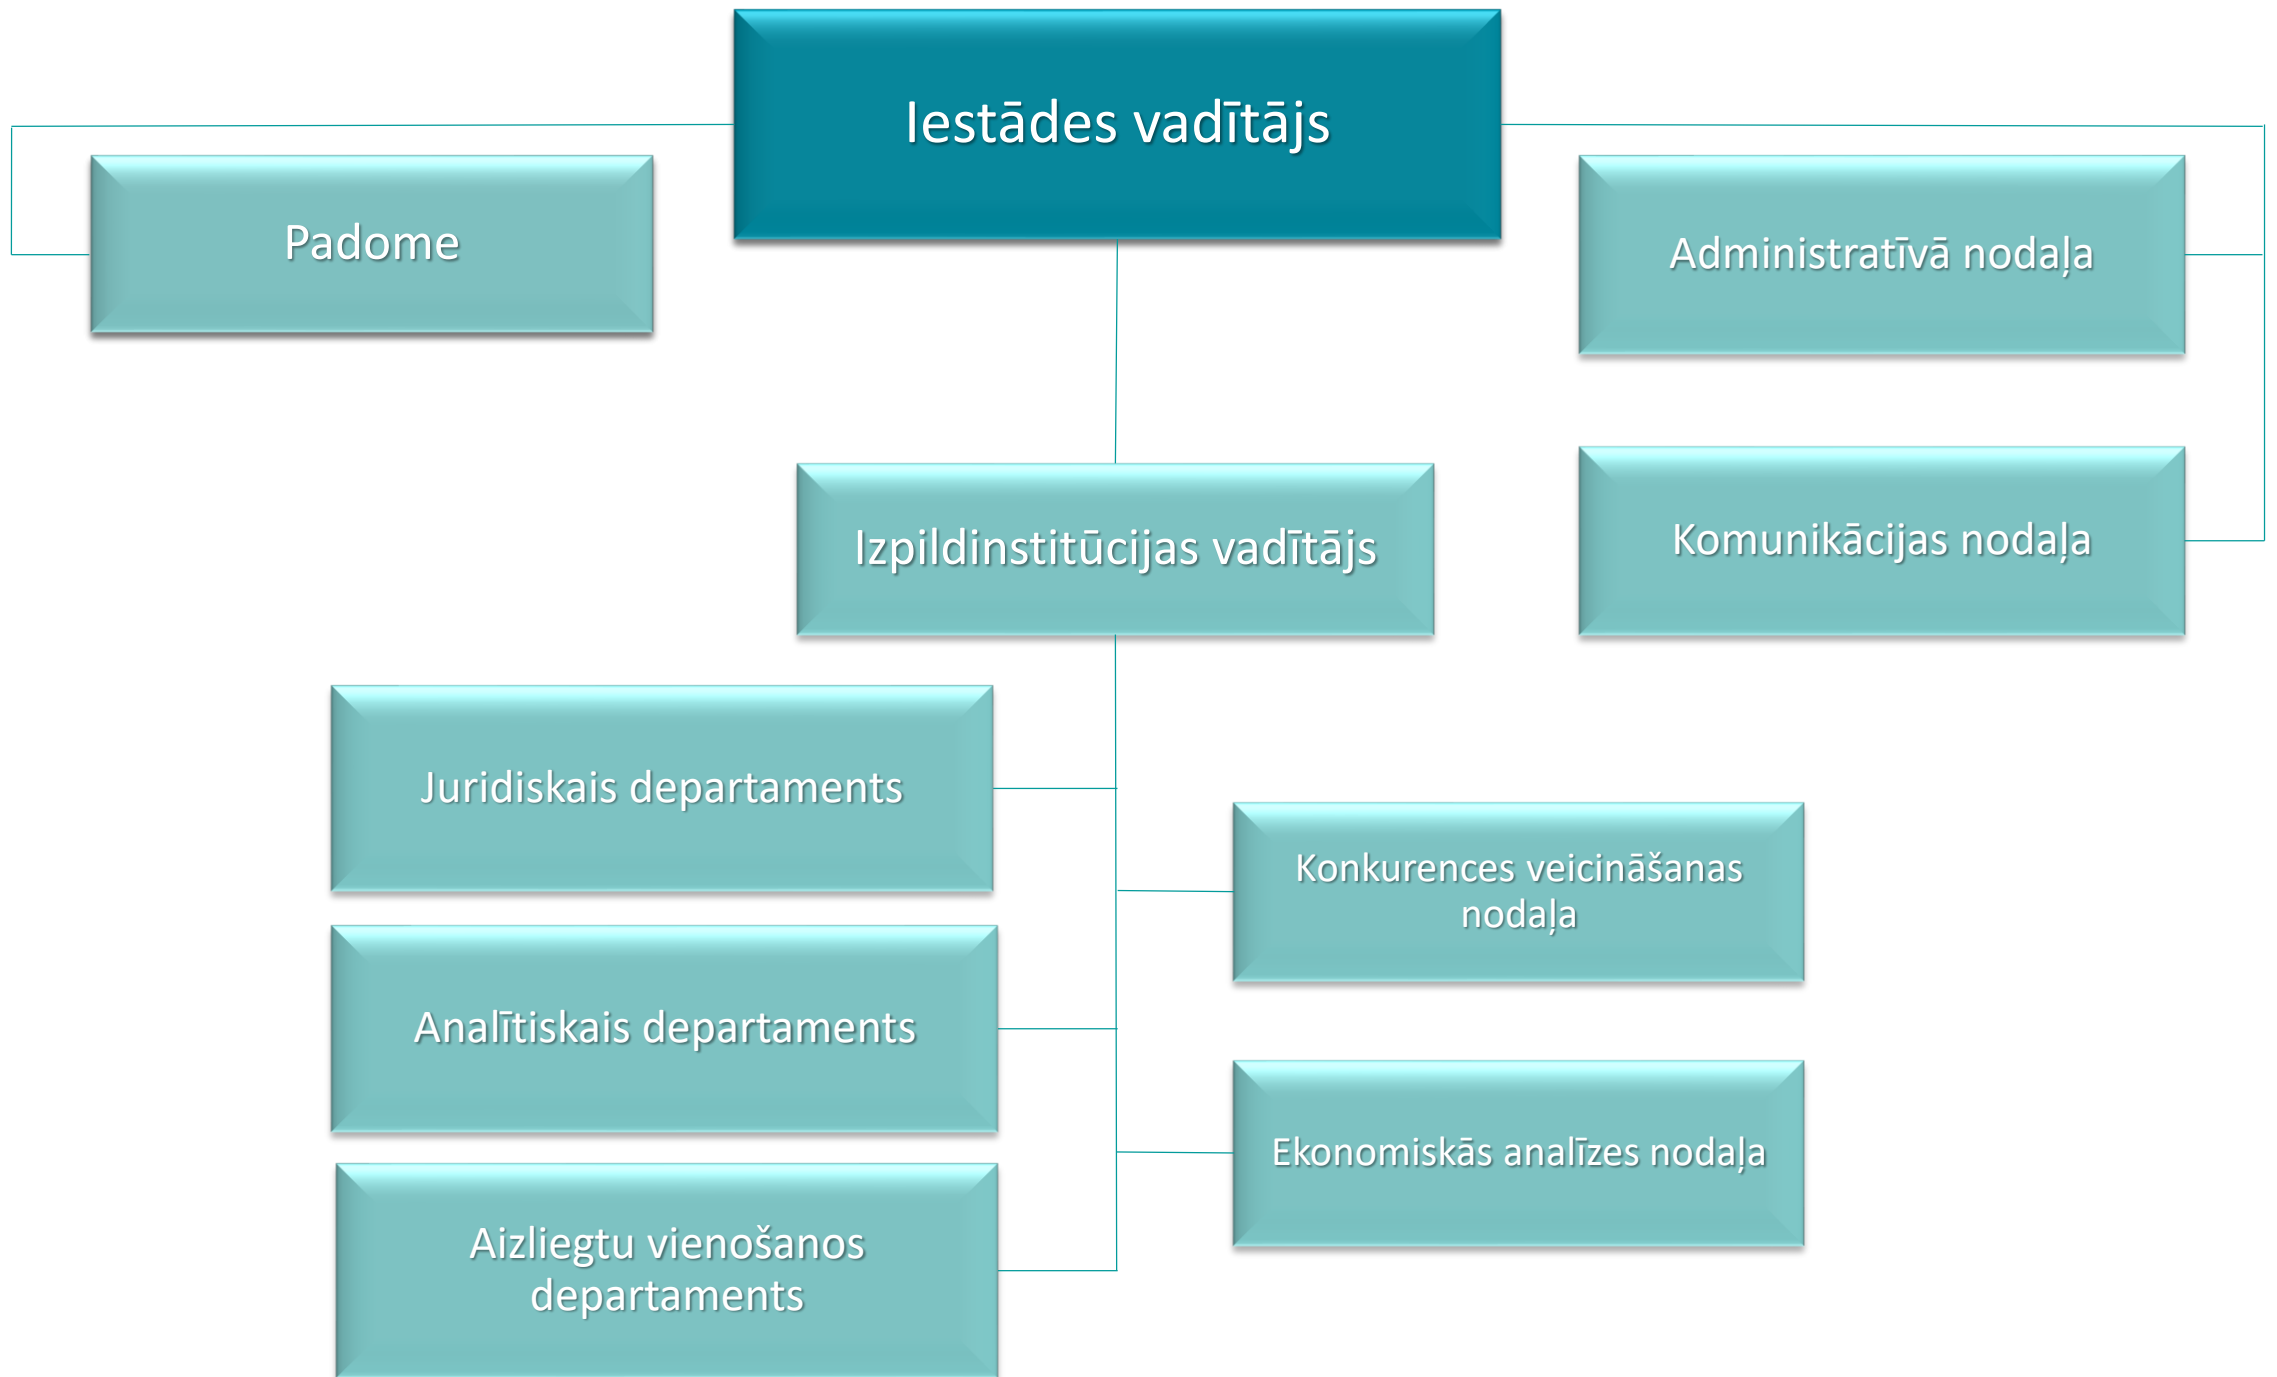 Iestādes vadītājs
Padome
Administratīvā nodaļa
Izpildinstitūcijas vadītājs
Komunikācijas nodaļa
Juridiskais departaments
Konkurences veicināšanas
nodaļa
Analītiskais departaments
Ekonomiskās analīzes nodaļa
Aizliegtu vienošanos
departaments